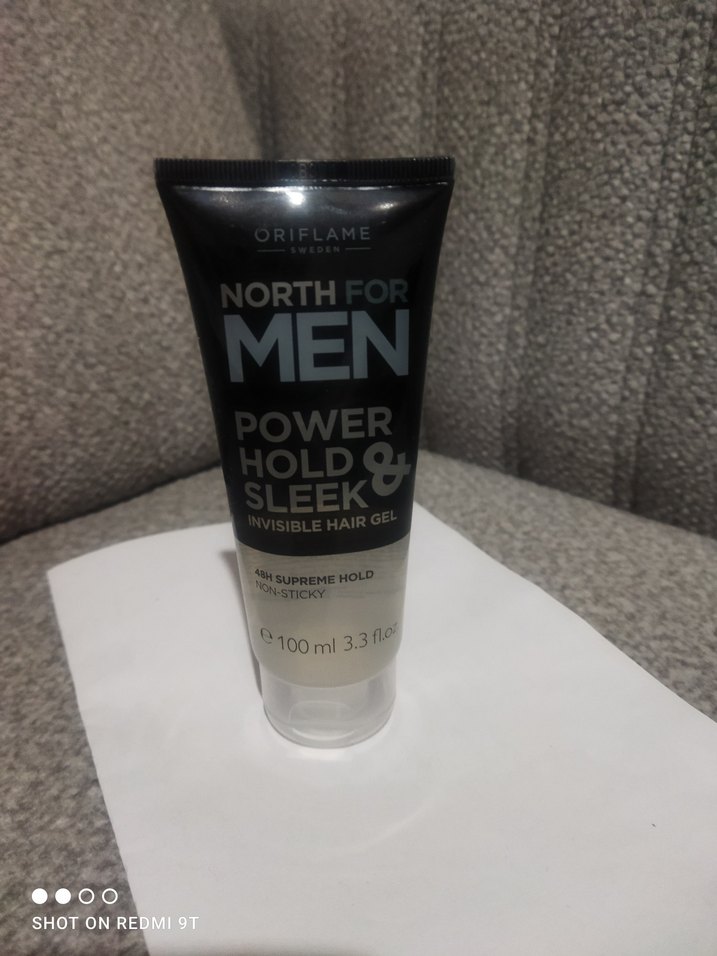 ORIFLAME
SWEDEN
NORTH FOR
MEN
POWER
HOLD &
SLEEK
INVISIBLE HAIR GEL
48H SUPREME HOLD
NON-STICKY
℮ 100 ml 3.3 fl.oz
SHOT ON REDMI 9T